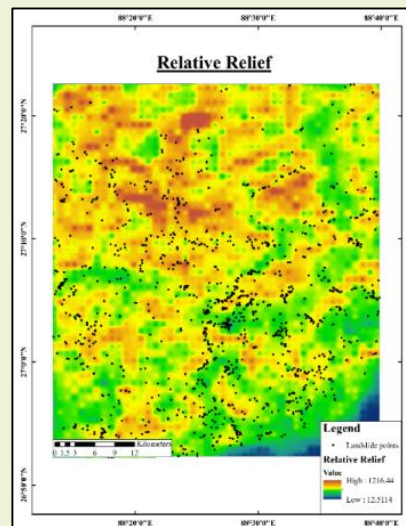 88°20'0"E 88°30'0"E 88°40'0"E
Relative Relief
27°20'0"N
27°10'0"N
27°0'0"N
26°50'0"N
Kilometers
0 1.5 3 6 9 12
Legend
Landslide points
Relative Relief
Value
High : 1216.44
Low : 12.5114
88°20'0"E 88°30'0"E 88°40'0"E